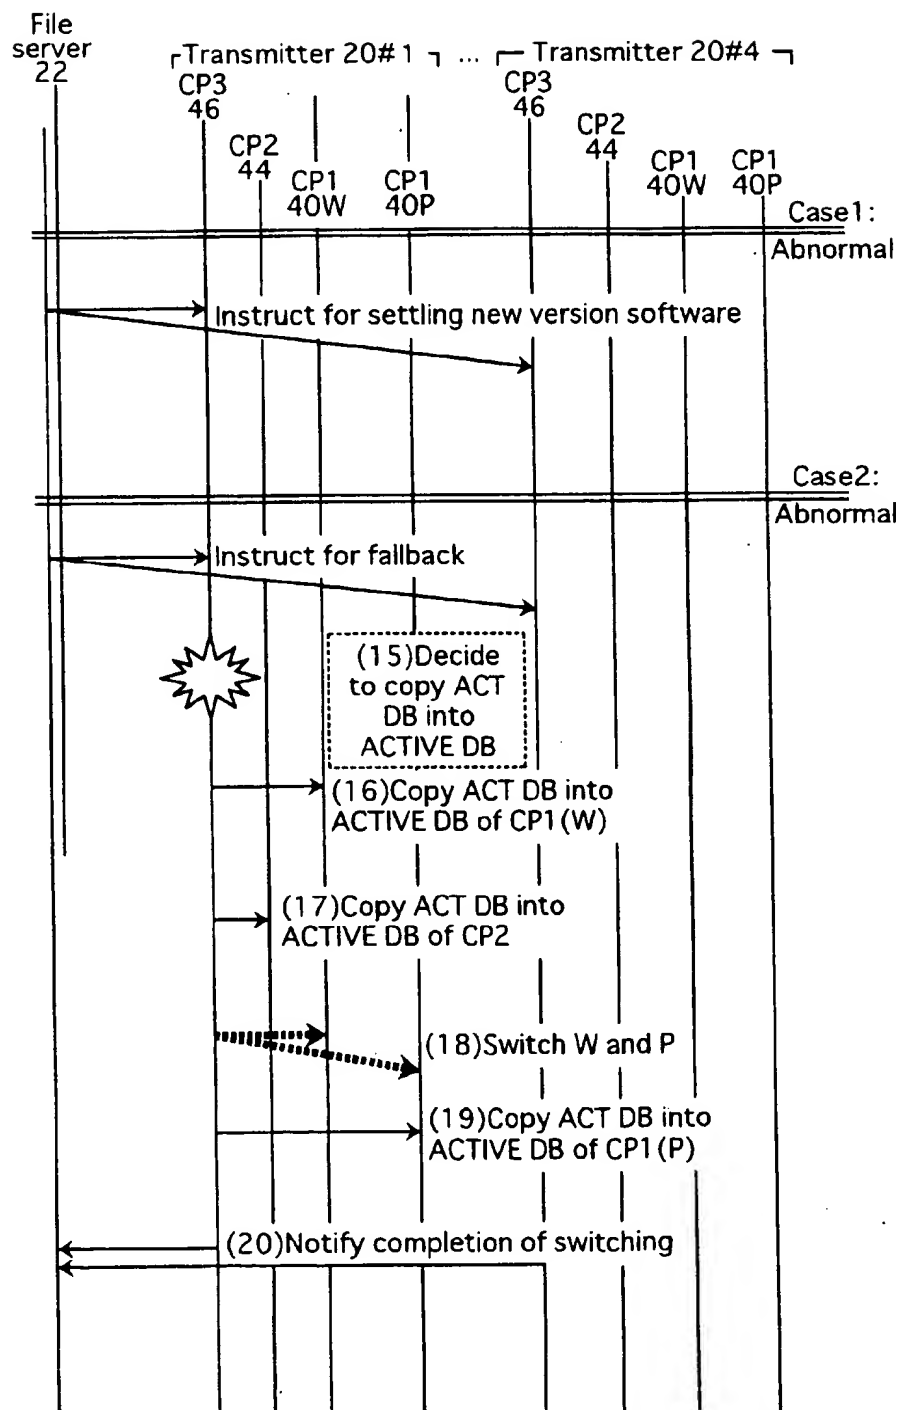 File
server
22
Transmitter 20#1 ... Transmitter 20#4
CP3
46
CP2
44
CP1
40W
CP1
40P
CP3
46
CP2
44
CP1
40W
CP1
40P
Case1:
Abnormal
Instruct for settling new version software
Case2:
Abnormal
Instruct for fallback
(15)Decide
to copy ACT
DB into
ACTIVE DB
(16)Copy ACT DB into
ACTIVE DB of CP1(W)
(17)Copy ACT DB into
ACTIVE DB of CP2
(18)Switch W and P
(19)Copy ACT DB into
ACTIVE DB of CP1(P)
(20)Notify completion of switching